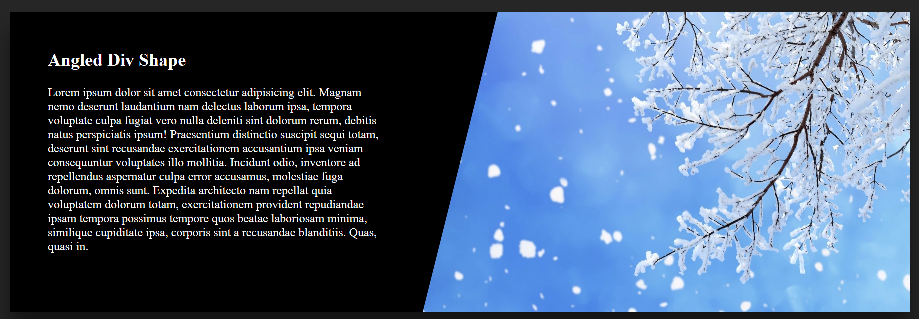 Angled Div Shape
Lorem ipsum dolor sit amet consectetur adipisicing elit. Magnam
nemo deserunt laudantium nam delectus laborum ipsa, tempora
voluptate culpa fugiat vero nulla deleniti sint dolorum rerum, debitis
natus perspiciatis ipsum! Praesentium distinctio suscipit sequi totam,
deserunt sint recusandae exercitationem accusantium ipsa veniam
consequuntur voluptates illo mollitia. Incidunt odio, inventore ad
repellendus aspernatur culpa error accusamus, molestiae fuga
dolorum, omnis sunt. Expedita architecto nam repellat quia
voluptatem dolorum totam, exercitationem provident repudiandae
ipsam tempora possimus tempore quos beatae laboriosam minima,
similique cupiditate ipsa, corporis sint a recusandae blanditiis. Quas,
quasi in.